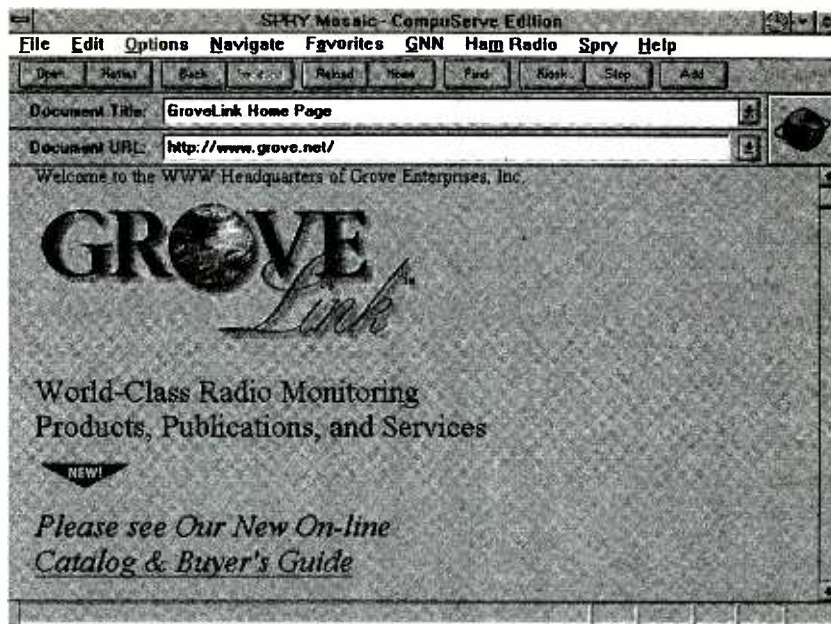 SPRY Mosaic - CompuServe Edition
File Edit Options Navigate Favorites GNN Ham Radio Spry Help
Open Hotlist Back Reload Home Find Kiosk Stop Add
Document Title: GroveLink Home Page
Document URL: http://www.grove.net/
Welcome to the WWW Headquarters of Grove Enterprises, Inc.
GROVE
Link
World-Class Radio Monitoring
Products, Publications, and Services
NEW!
Please see Our New On-line
Catalog & Buyer's Guide